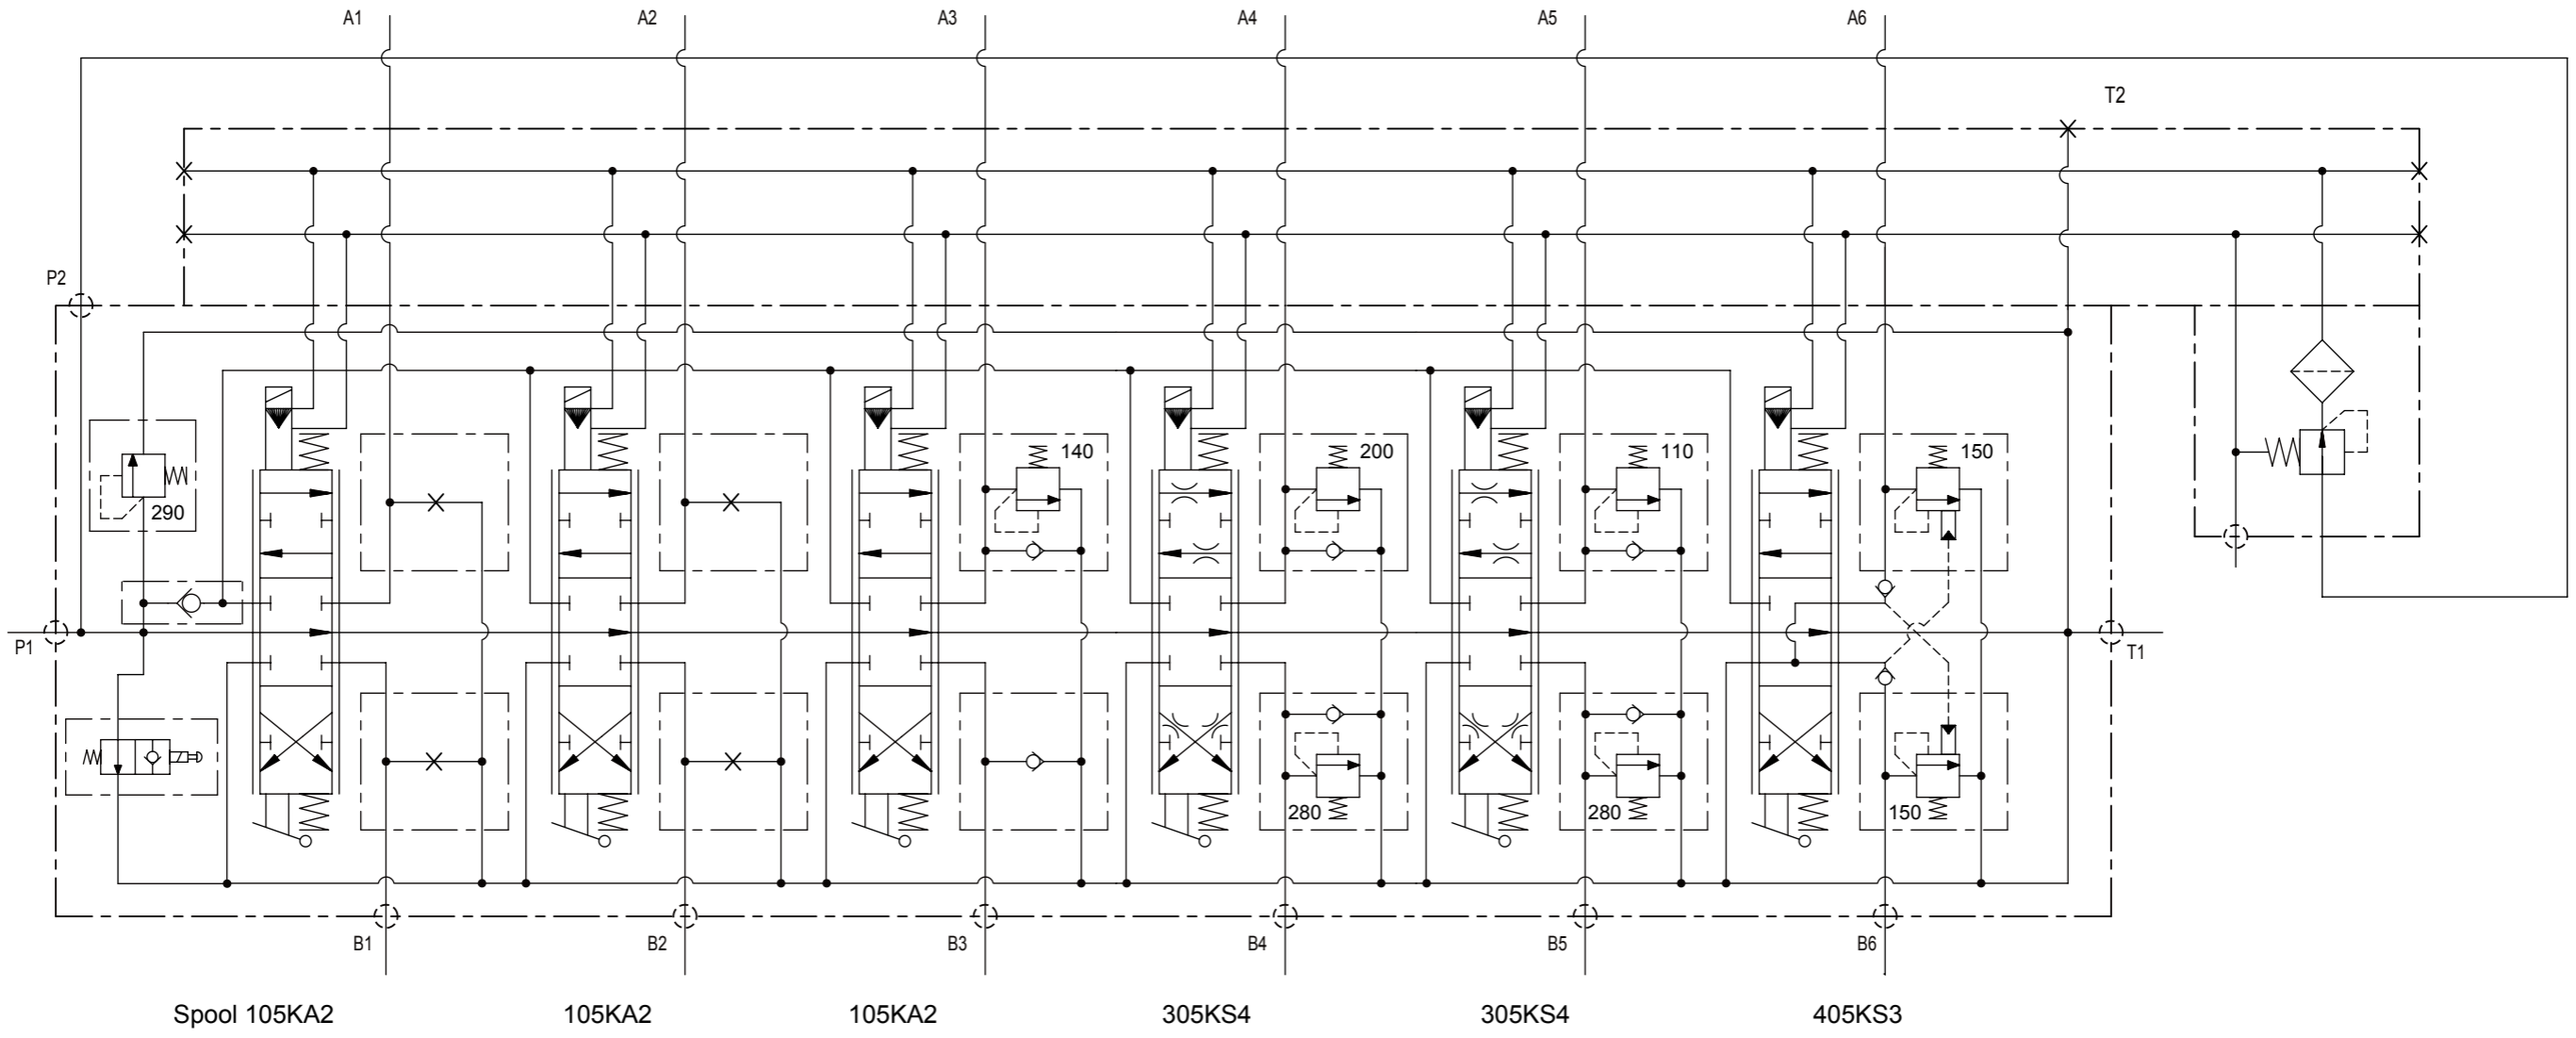 A1 A2 A3 A4 A5 A6
T2
P2
140 200 110 150
290
P1 T1
280 280 150
B1 B2 B3 B4 B5 B6
Spool 105KA2 105KA2 105KA2 305KS4 305KS4 405KS3